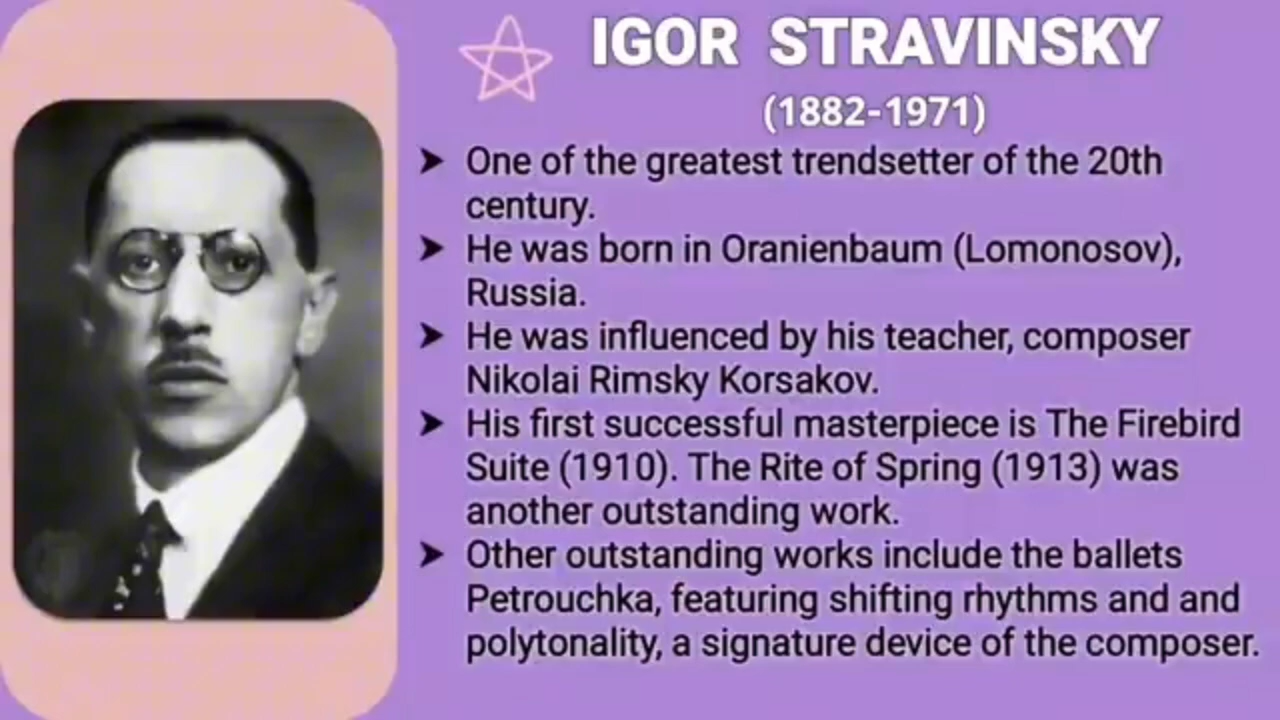 IGOR STRAVINSKY
(1882-1971)
➤ One of the greatest trendsetter of the 20th
century.
➤ He was born in Oranienbaum (Lomonosov),
Russia.
➤ He was influenced by his teacher, composer
Nikolai Rimsky Korsakov.
➤ His first successful masterpiece is The Firebird
Suite (1910). The Rite of Spring (1913) was
another outstanding work.
➤ Other outstanding works include the ballets
Petrouchka, featuring shifting rhythms and and
polytonality, a signature device of the composer.